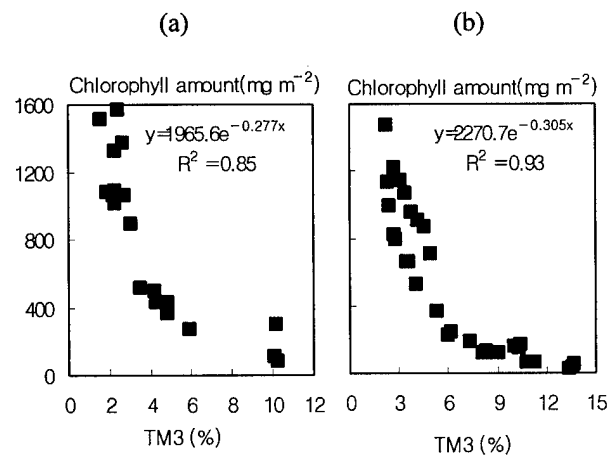 (a)
(b)
Chlorophyll amount(mg m−2)
Chlorophyll amount(mg m−2)
1600
1200
800
400
0
y=1965.6e−0.277x
R2 =0.85
y=2270.7e−0.305x
R2 =0.93
0 2 4 6 8 10 12
0 3 6 9 12 15
TM3 (%)
TM3 (%)